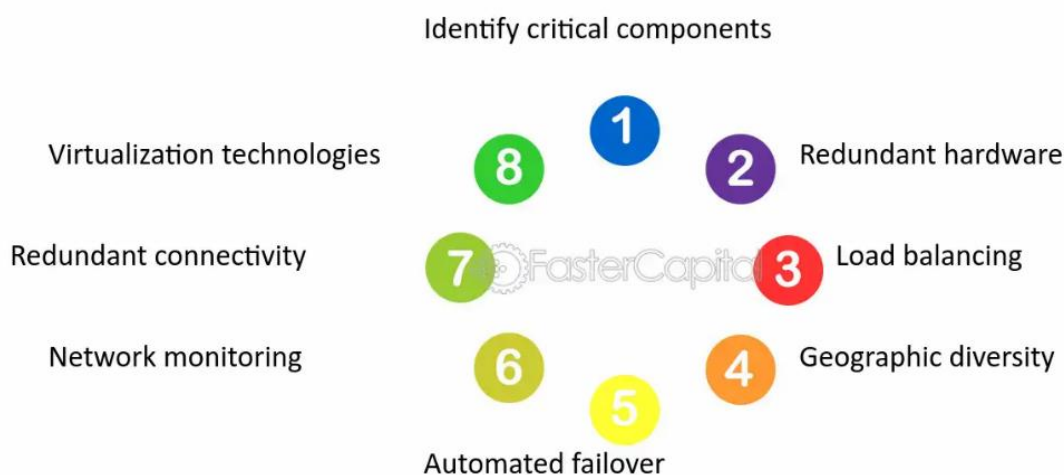 Identify critical components
1
Virtualization technologies
8
2
Redundant hardware
Redundant connectivity
7
FasterCapital
3
Load balancing
Network monitoring
6
4
Geographic diversity
5
Automated failover